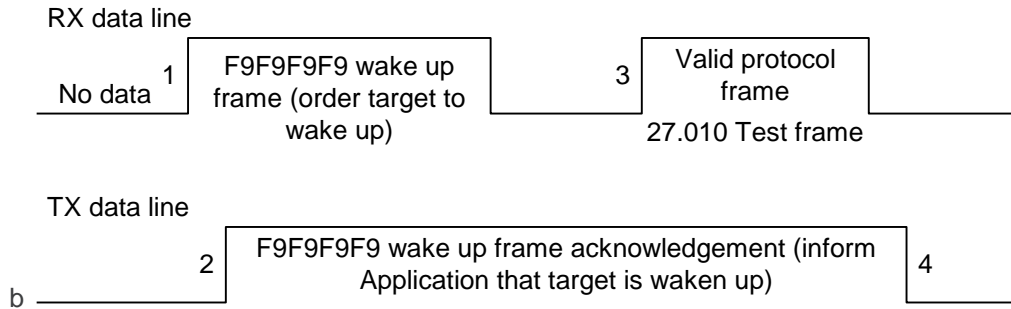 RX data line
1
No data
F9F9F9F9 wake up
frame (order target to
wake up)
3
Valid protocol
frame
27.010 Test frame
TX data line
2
F9F9F9F9 wake up frame acknowledgement (inform
Application that target is waken up)
4
b